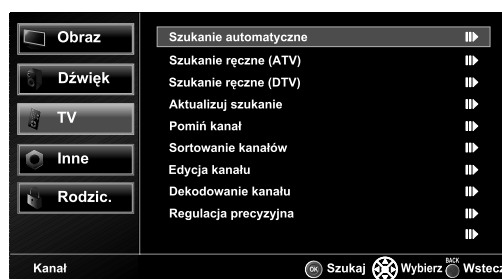 Obraz
Dźwięk
TV
Inne
Rodzic.
Szukanie automatyczne
Szukanie ręczne (ATV)
Szukanie ręczne (DTV)
Aktualizuj szukanie
Pomiń kanał
Sortowanie kanałów
Edycja kanału
Dekodowanie kanału
Regulacja precyzyjna
Kanał
OK Szukaj Wybierz BACK Wstecz